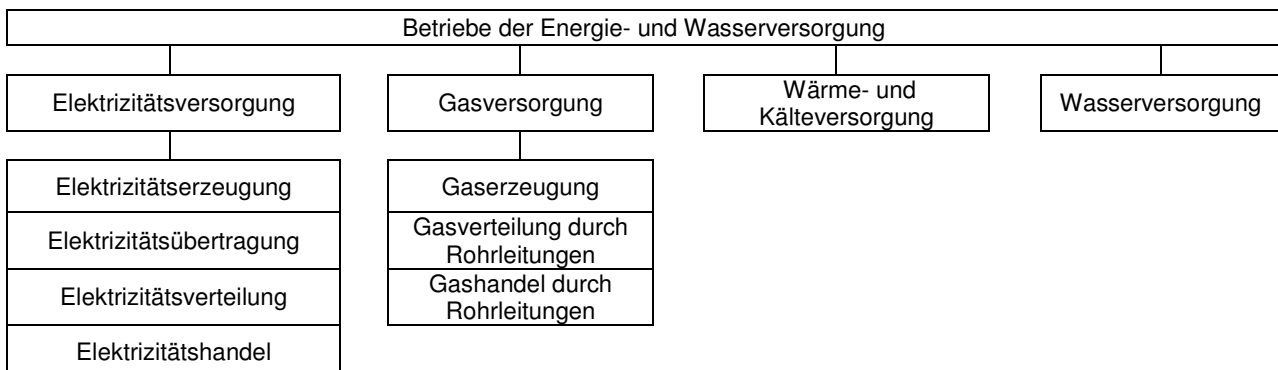 Betriebe der Energie- und Wasserversorgung
Elektrizitätsversorgung
Gasversorgung
Wärme- und
Kälteversorgung
Wasserversorgung
Elektrizitätserzeugung
Elektrizitätsübertragung
Elektrizitätsverteilung
Elektrizitätshandel
Gaserzeugung
Gasverteilung durch
Rohrleitungen
Gashandel durch
Rohrleitungen